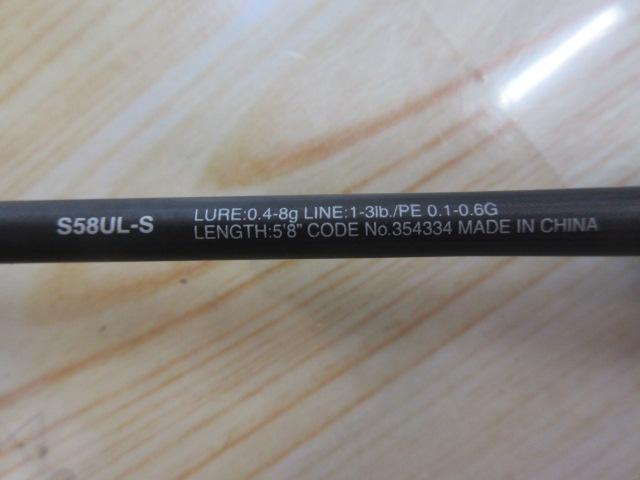 S58UL-S
LURE:0.4-8g LINE:1-3lb./PE 0.1-0.6G
LENGTH:5'8" CODE No.354334 MADE IN CHINA